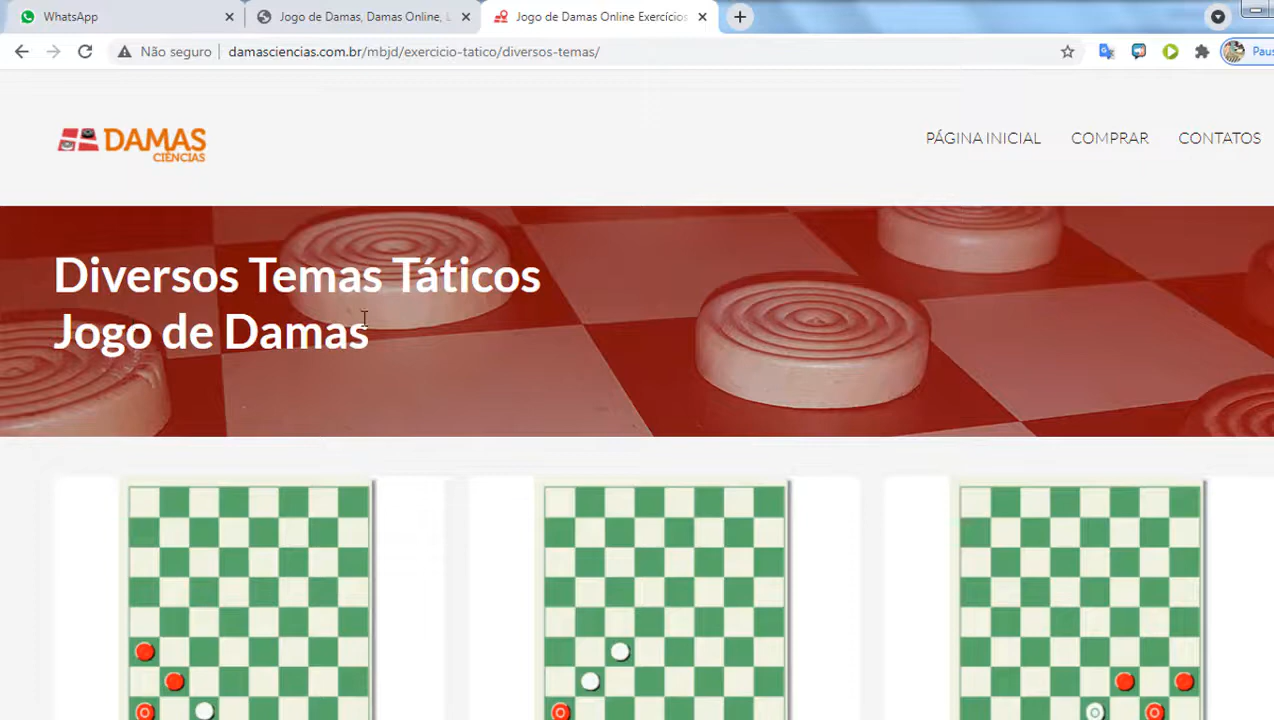 WhatsApp
Jogo de Damas, Damas Online,
Jogo de Damas Online Exercícios
Não seguro
damasciencias.com.br/mbjd/exercicio-tatico/diversos-temas/
Paus
DAMAS
CIÊNCIAS
PÁGINA INICIAL
COMPRAR
CONTATOS
Diversos Temas Táticos
Jogo de Damas